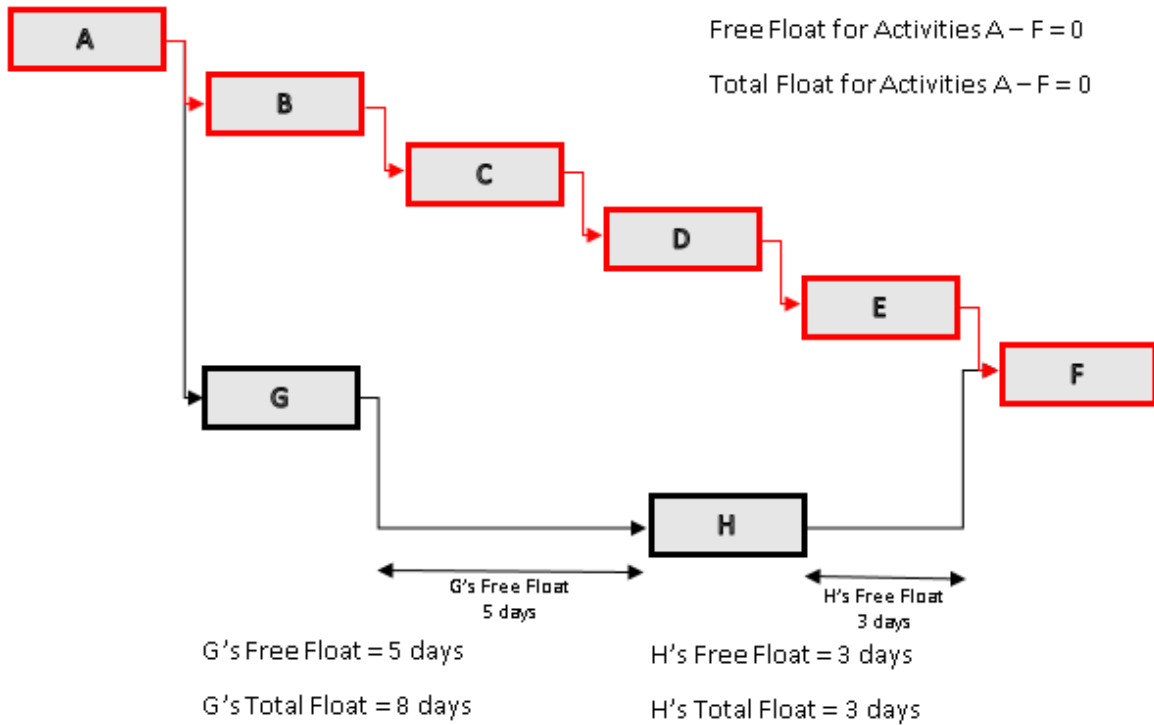 A
Free Float for Activities A – F = 0
Total Float for Activities A – F = 0
B
C
D
E
F
G
H
G's Free Float
5 days
H's Free Float
3 days
G's Free Float = 5 days
H's Free Float = 3 days
G's Total Float = 8 days
H's Total Float = 3 days